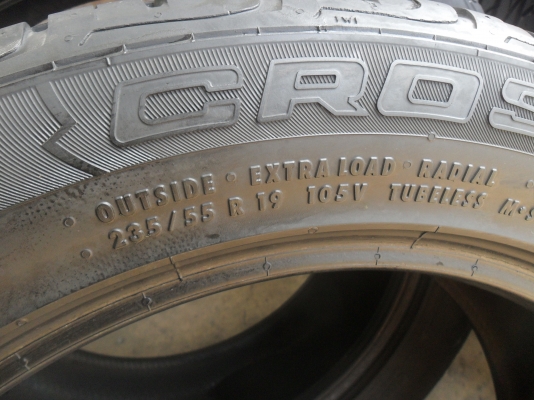 CROS
OUTSIDE · EXTRA LOAD · RADIAL
235/55 R 19 105V TUBELESS M+S